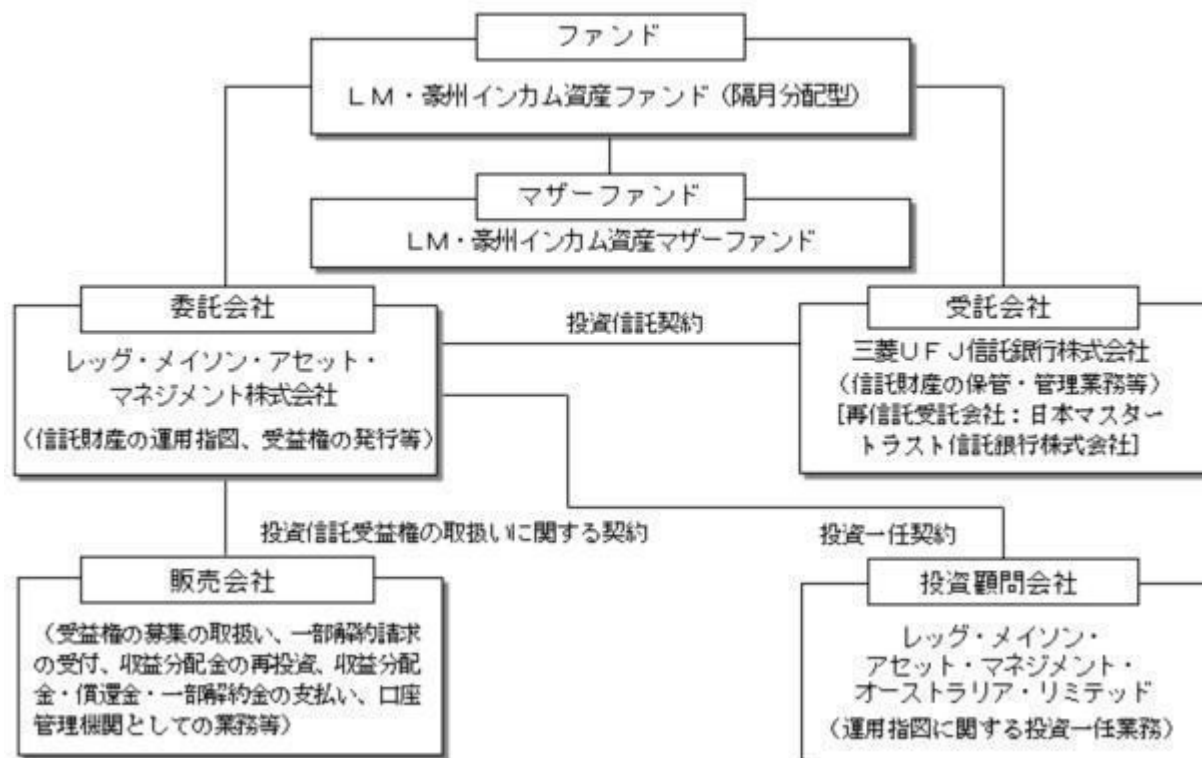 ファンド
LM・豪州インカム資産ファンド(隔月分配型)
マザーファンド
LM・豪州インカム資産マザーファンド
委託会社
レッグ・メイソン・アセット・
マネジメント株式会社
(信託財産の運用指図、受益権の発行等)
投資信託契約
受託会社
三菱UFJ信託銀行株式会社
(信託財産の保管・管理業務等)
[再信託受託会社:日本マスター
トラスト信託銀行株式会社]
投資信託受益権の取扱いに関する契約
投資一任契約
販売会社
(受益権の募集の取扱い、一部解約請求
の受付、収益分配金の再投資、収益分配
金・償還金・一部解約金の支払い、口座
管理機関としての業務等)
投資顧問会社
レッグ・メイソン・
アセット・マネジメント・
オーストラリア・リミテッド
(運用指図に関する投資一任業務)